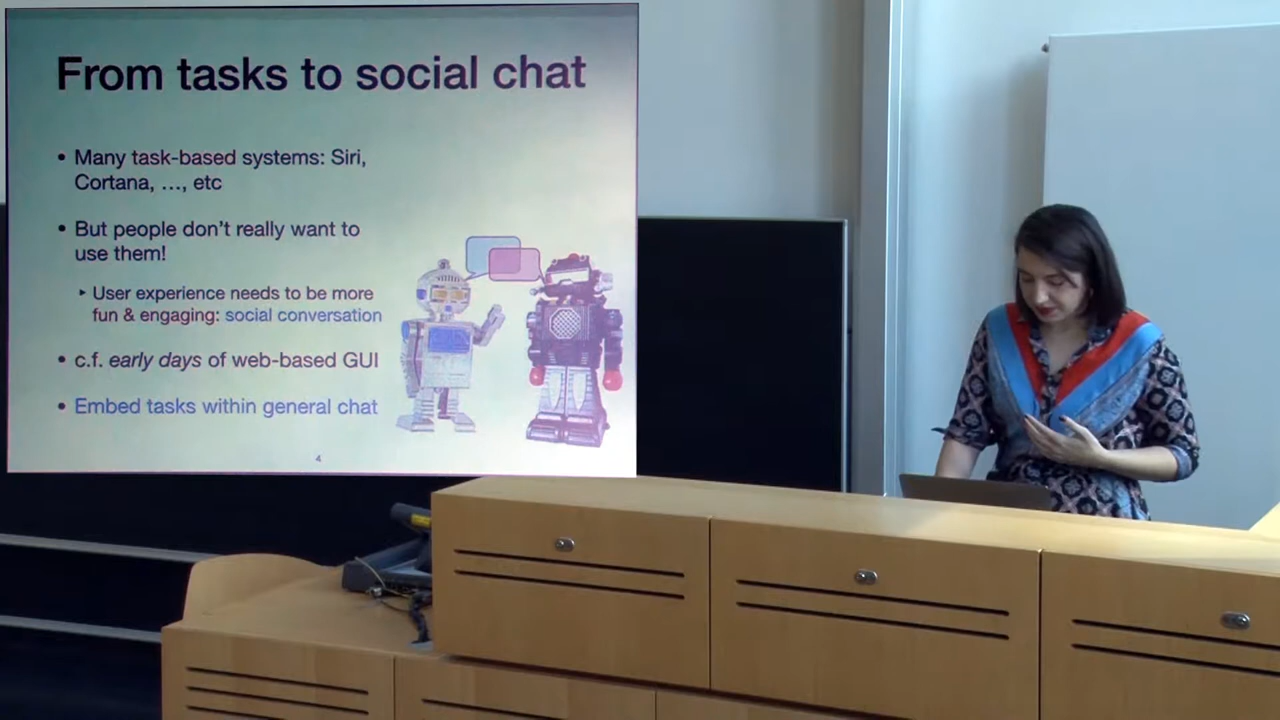 From tasks to social chat
• Many task-based systems: Siri,
Cortana, …, etc
• But people don't really want to
use them!
‣ User experience needs to be more
fun & engaging: social conversation
• c.f. early days of web-based GUI
• Embed tasks within general chat
4